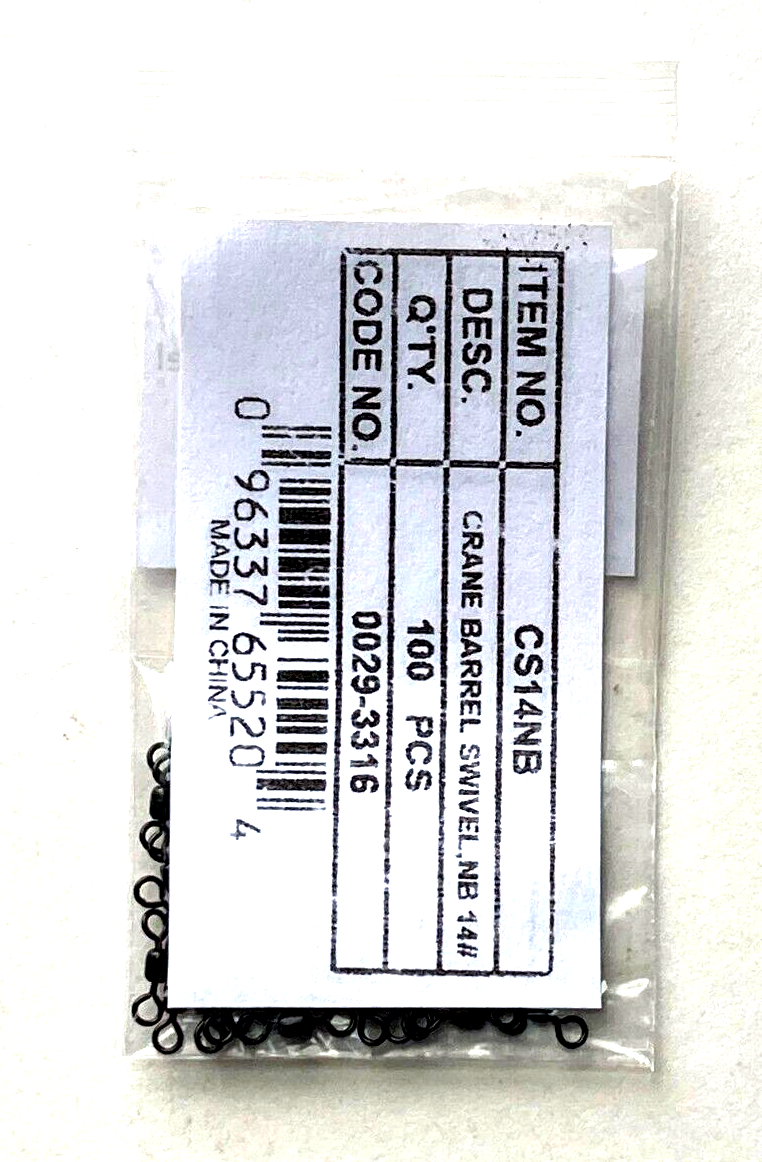 ITEM NO. CS14NB
DESC. CRANE BARREL SWIVEL,NB 14#
Q'TY. 100 PCS
CODE NO. 0029-3316
0 96337 65520 4
MADE IN CHINA